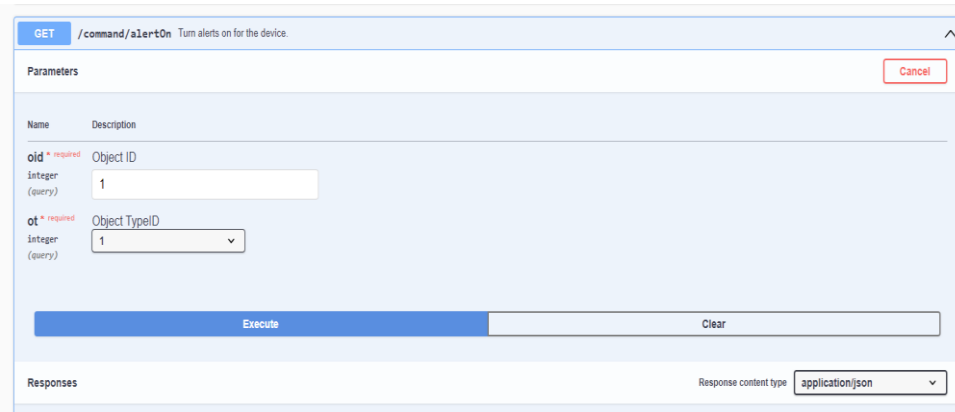 GET /command/alertOn Turn alerts on for the device.
Parameters Cancel
Name Description
oid * required Object ID
integer
(query)
1
ot * required Object TypeID
integer
(query)
1
Execute Clear
Responses Response content type application/json